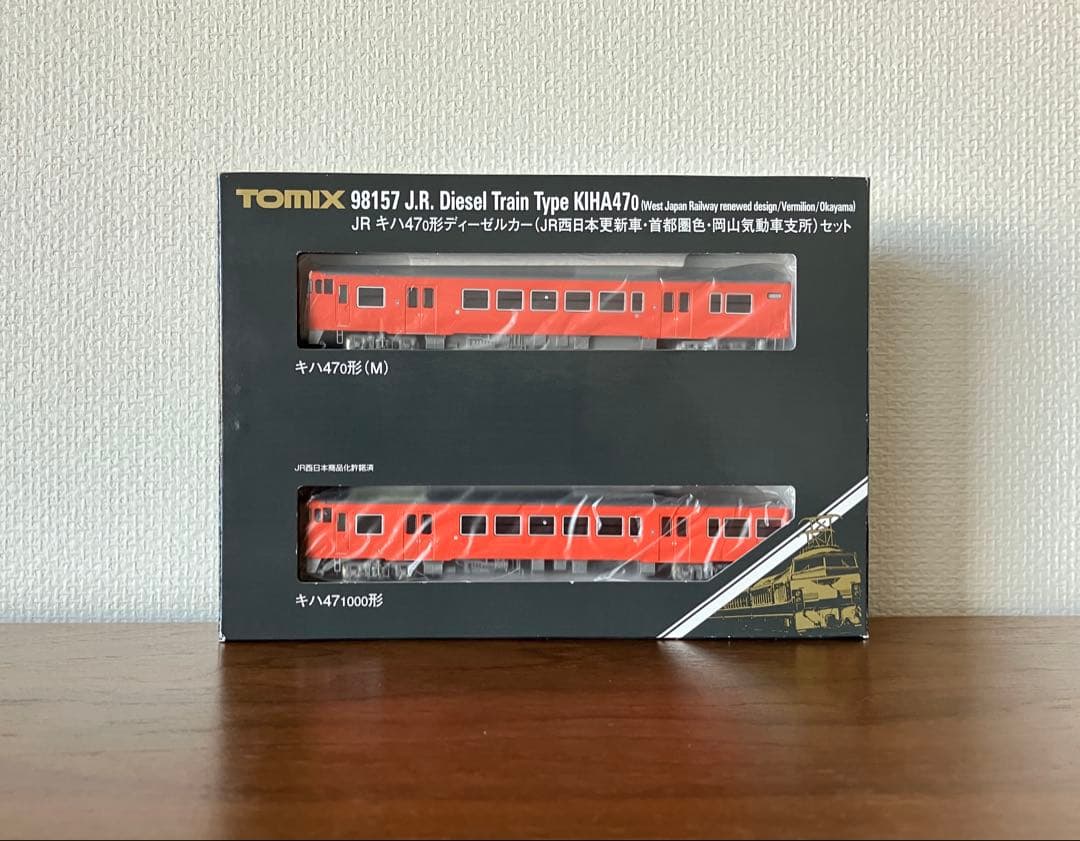 TOMIX 98157 J.R. Diesel Train Type KIHA470 (West Japan Railway renewed design/Vermilion/Okayama)
JR キハ470形ディーゼルカー(JR西日本更新車・首都圏色・岡山気動車支所)セット
キハ470形(M)
JR西日本商品化許諾済
キハ471000形